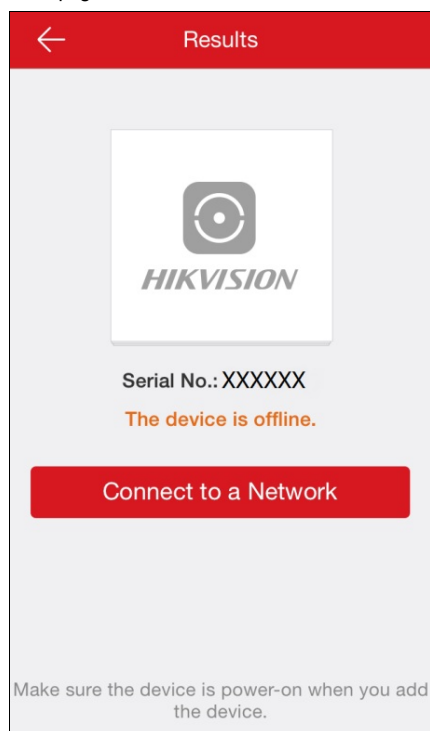 Results
HIKVISION
Serial No.: XXXXXX
The device is offline.
Connect to a Network
Make sure the device is power-on when you add
the device.